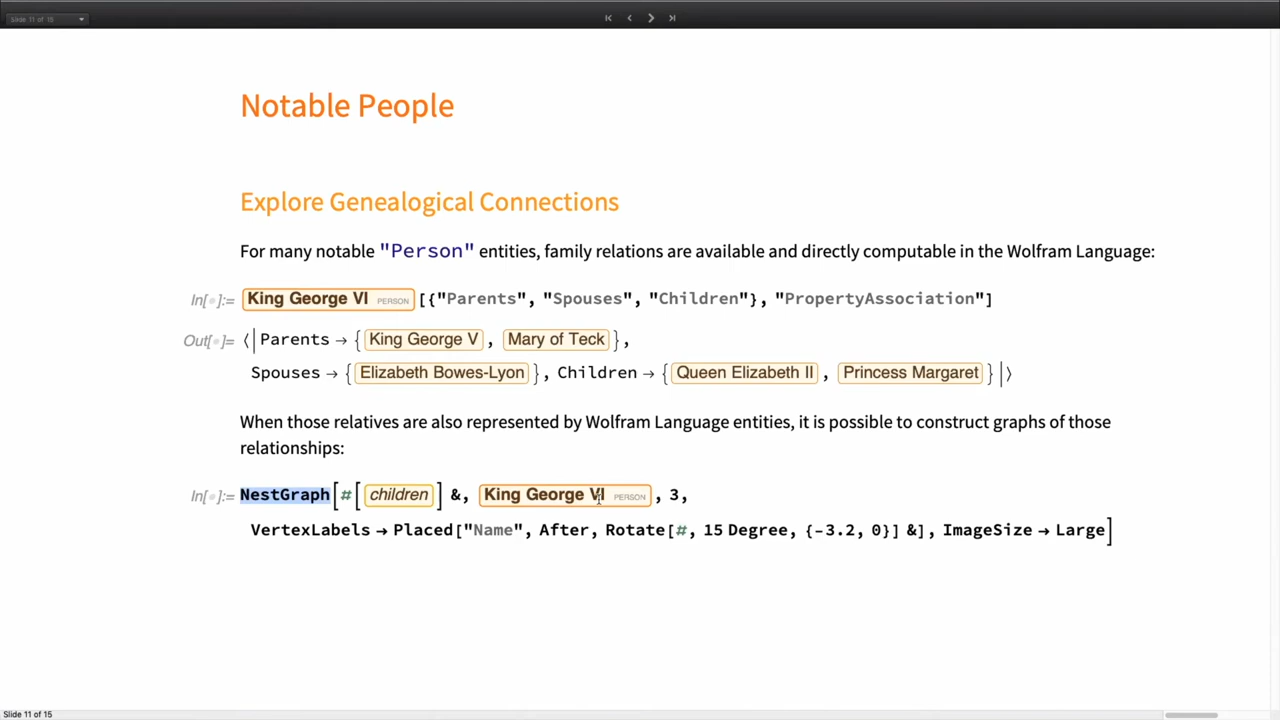 Slide 11 of 15
Notable People
Explore Genealogical Connections
For many notable "Person" entities, family relations are available and directly computable in the Wolfram Language:
In[◦]:= King George VI PERSON [{"Parents", "Spouses", "Children"}, "PropertyAssociation"]
Out[◦]= ⟨| Parents → { King George V , Mary of Teck },
Spouses → { Elizabeth Bowes-Lyon }, Children → { Queen Elizabeth II , Princess Margaret } |⟩
When those relatives are also represented by Wolfram Language entities, it is possible to construct graphs of those
relationships:
In[◦]:= NestGraph[#[ children ] &, King George VI PERSON , 3,
VertexLabels → Placed["Name", After, Rotate[#, 15 Degree, {-3.2, 0}] &], ImageSize → Large]
Slide 11 of 15